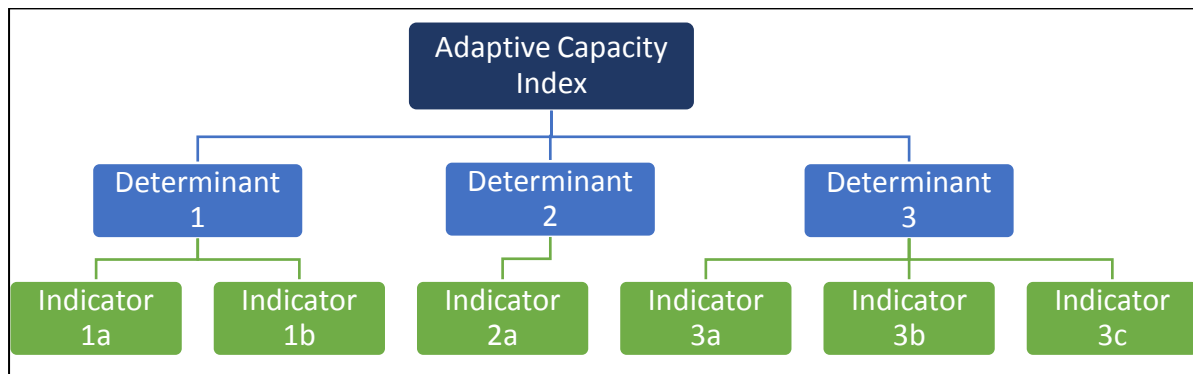 Adaptive Capacity
Index
Determinant
1
Determinant
2
Determinant
3
Indicator
1a
Indicator
1b
Indicator
2a
Indicator
3a
Indicator
3b
Indicator
3c